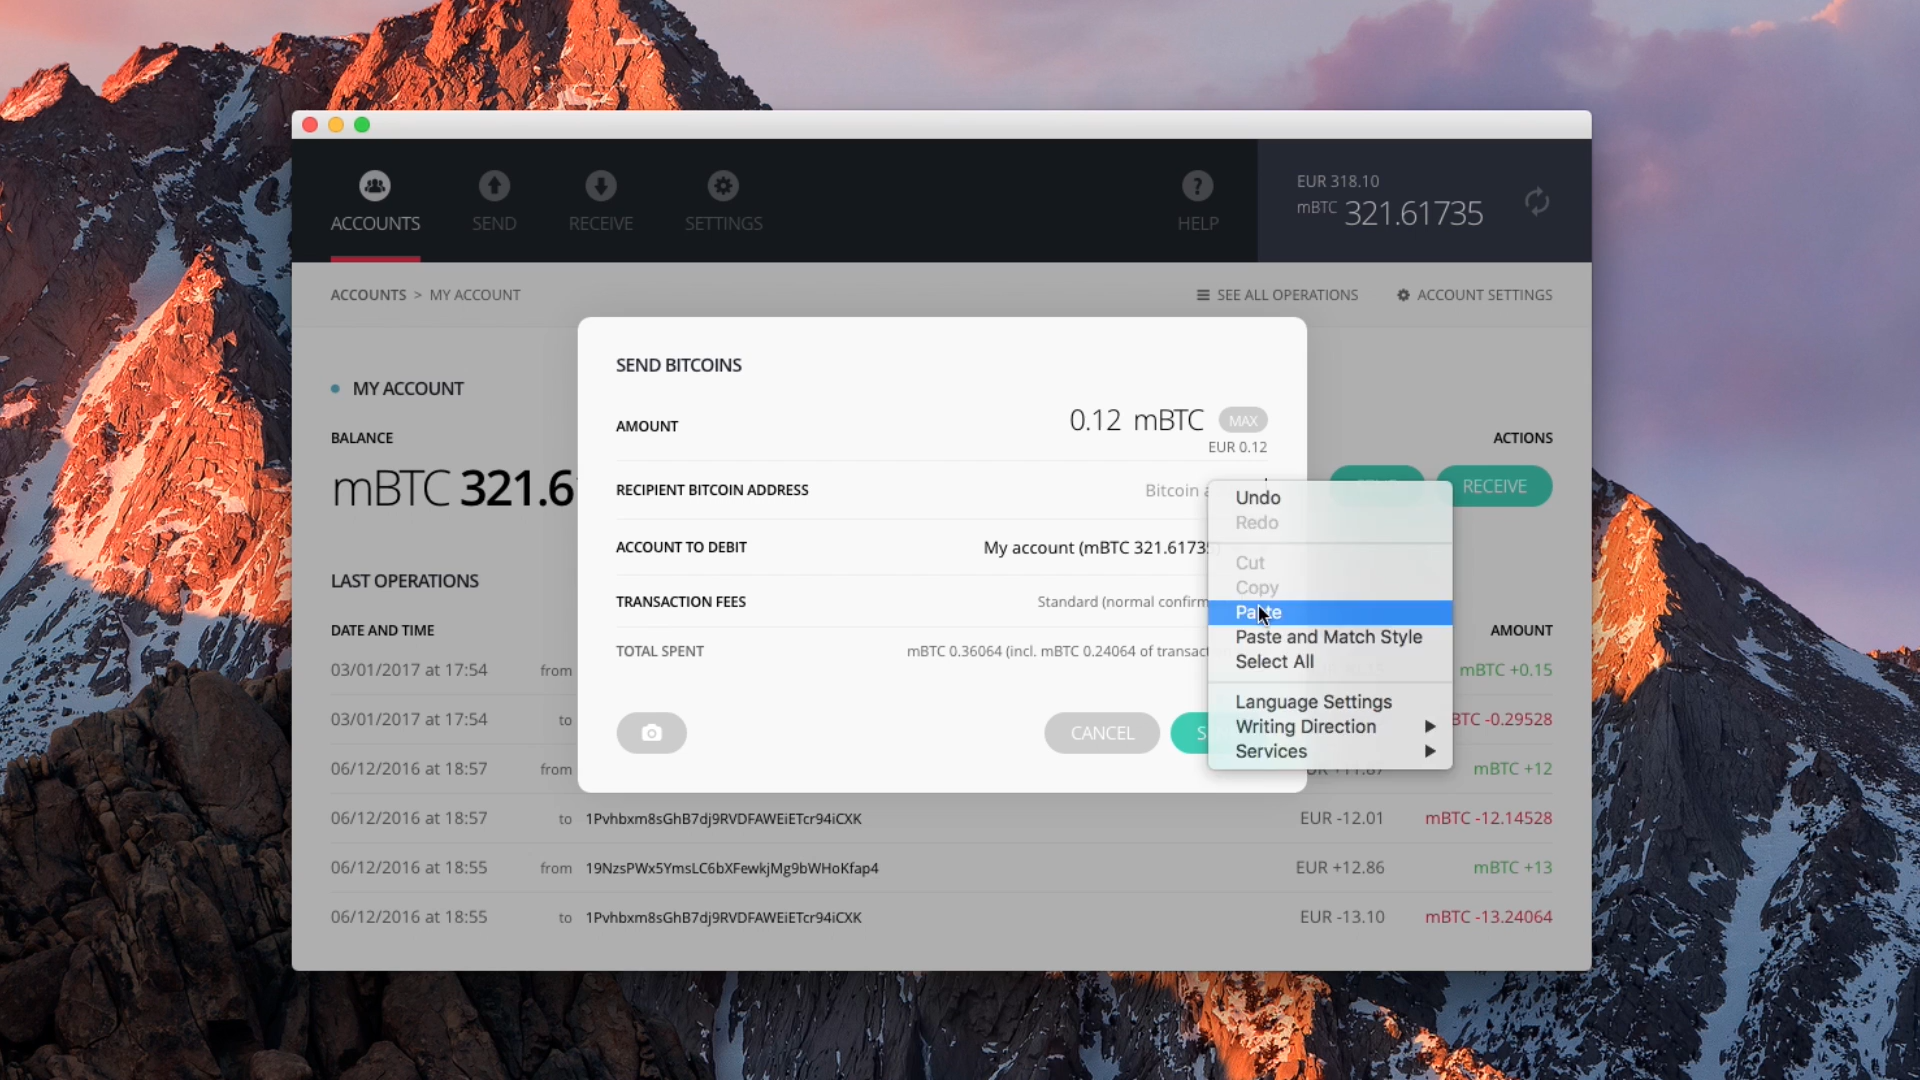 ACCOUNTS SEND RECEIVE SETTINGS HELP
EUR 318.10
mBTC 321.61735
ACCOUNTS > MY ACCOUNT SEE ALL OPERATIONS ACCOUNT SETTINGS
MY ACCOUNT
BALANCE
mBTC 321.6
ACTIONS
RECEIVE
LAST OPERATIONS
DATE AND TIME AMOUNT
03/01/2017 at 17:54 from mBTC +0.15
03/01/2017 at 17:54 to BTC -0.29528
06/12/2016 at 18:57 from mBTC +12
06/12/2016 at 18:57 to 1Pvhbxm8sGhB7dj9RVDFAWEiETcr94iCXK EUR -12.01 mBTC -12.14528
06/12/2016 at 18:55 from 19NzsPWx5YmsLC6bXFewkjMg9bWHoKfap4 EUR +12.86 mBTC +13
06/12/2016 at 18:55 to 1Pvhbxm8sGhB7dj9RVDFAWEiETcr94iCXK EUR -13.10 mBTC -13.24064
SEND BITCOINS
AMOUNT 0.12 mBTC MAX
EUR 0.12
RECIPIENT BITCOIN ADDRESS Bitcoin
ACCOUNT TO DEBIT My account (mBTC 321.61735)
TRANSACTION FEES Standard (normal confirm
TOTAL SPENT mBTC 0.36064 (incl. mBTC 0.24064 of transact
CANCEL
Undo
Redo
Cut
Copy
Paste
Paste and Match Style
Select All
Language Settings
Writing Direction
Services